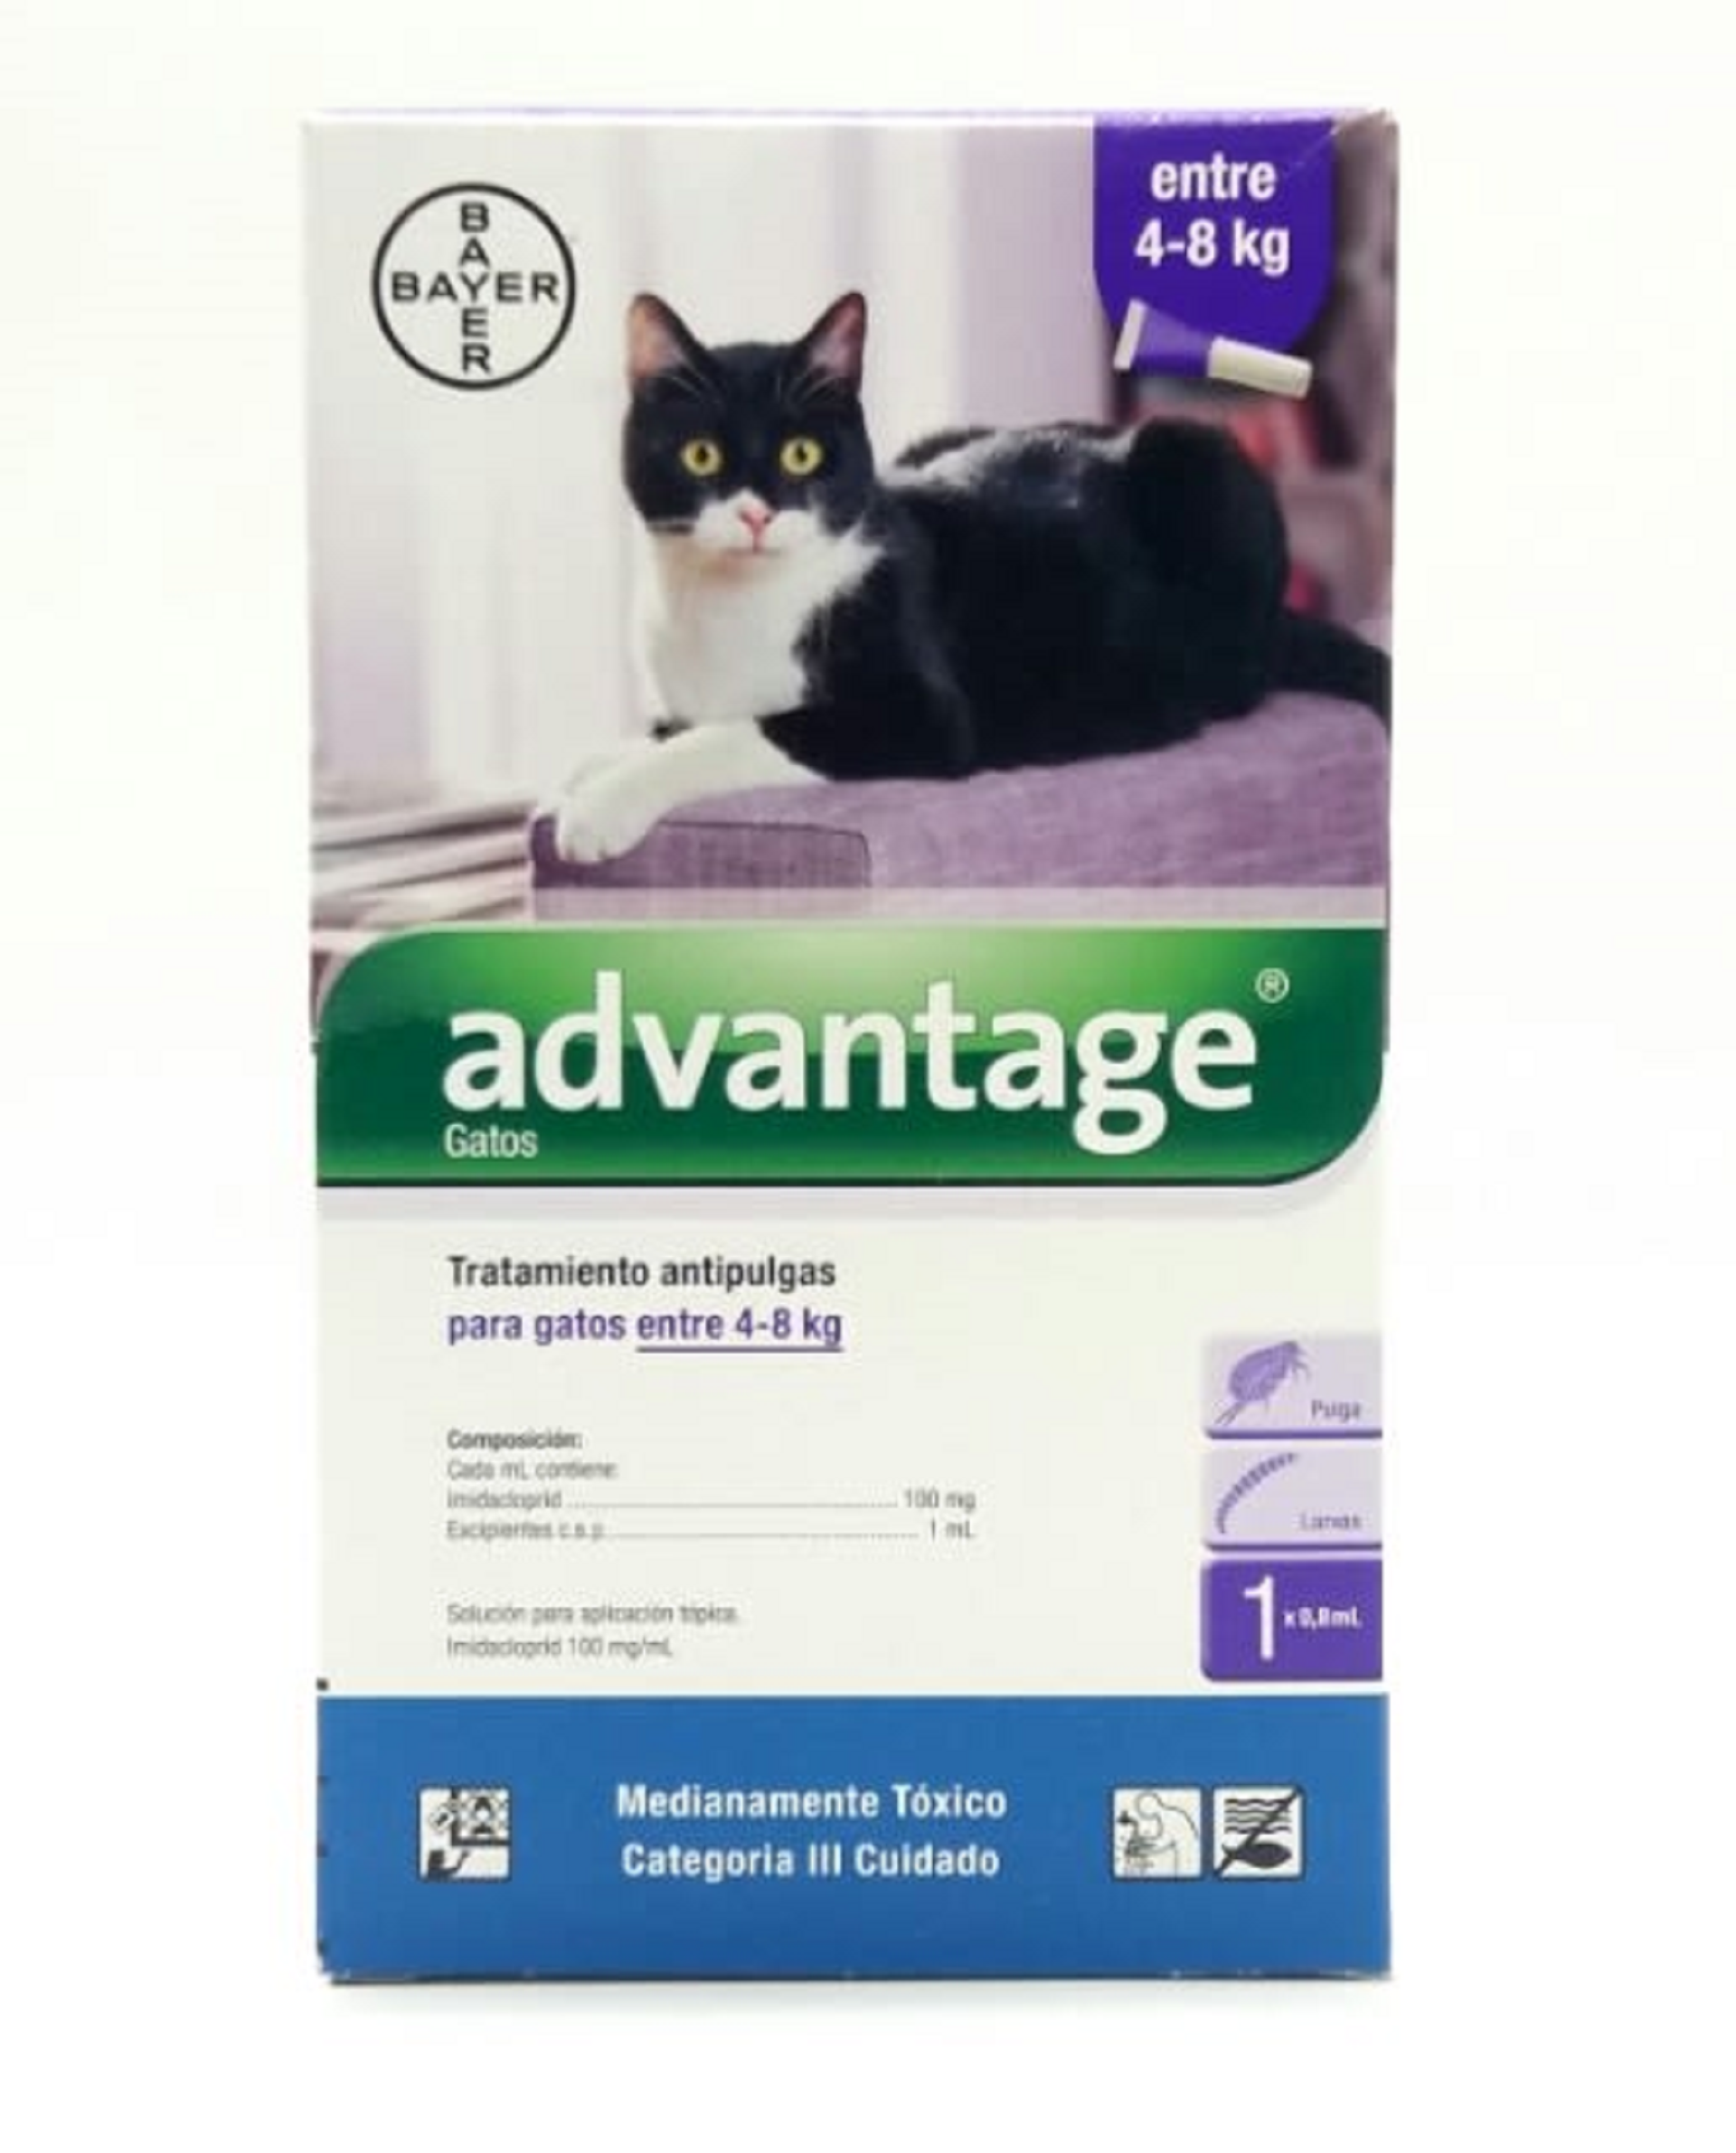 BAYER
BAYER
entre
4-8 kg
advantage®
Gatos
Tratamiento antipulgas
para gatos entre 4-8 kg
Composición:
Cada mL contiene:
Imidacloprid ........ 100 mg
Excipientes c.s.p. ........ 1 mL
Pulga
Larvas
Solución para aplicación tópica.
Imidacloprid 100 mg/mL
1 x 0,8mL
Medianamente Tóxico
Categoria III Cuidado